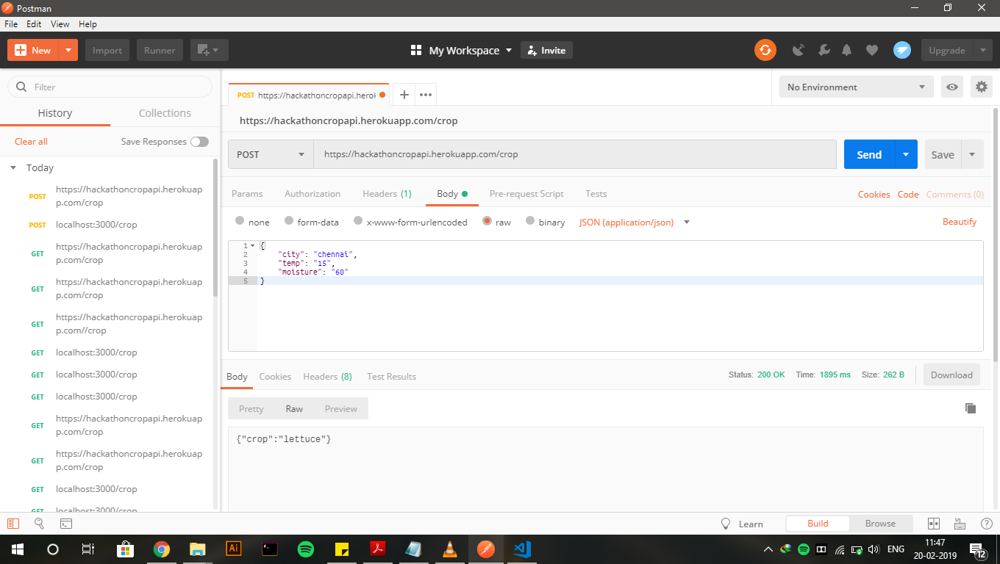 Postman
File Edit View Help
New Import Runner My Workspace Invite Upgrade
Filter
History Collections
Clear all Save Responses
Today
POST https://hackathoncropapi.herokuap
p.com/crop
POST localhost:3000/crop
GET https://hackathoncropapi.herokuap
p.com/crop
GET https://hackathoncropapi.herokuap
p.com/crop
GET https://hackathoncropapi.herokuap
p.com//crop
GET localhost:3000/crop
GET localhost:3000/crop
GET localhost:3000/crop
GET https://hackathoncropapi.herokuap
p.com/crop
GET https://hackathoncropapi.herokuap
p.com/crop
GET localhost:3000/crop
GET localhost:3000/crop
POST https://hackathoncropapi.herol
No Environment
https://hackathoncropapi.herokuapp.com/crop
POST https://hackathoncropapi.herokuapp.com/crop Send Save
Params Authorization Headers (1) Body Pre-request Script Tests Cookies Code Comments (0)
none form-data x-www-form-urlencoded raw binary JSON (application/json) Beautify
1 {
2 "city": "chennai",
3 "temp": "15",
4 "moisture": "60"
5 }
Body Cookies Headers (8) Test Results Status: 200 OK Time: 1895 ms Size: 262 B Download
Pretty Raw Preview
{"crop":"lettuce"}
Learn Build Browse
Ai
ENG 11:47
20-02-2019
12